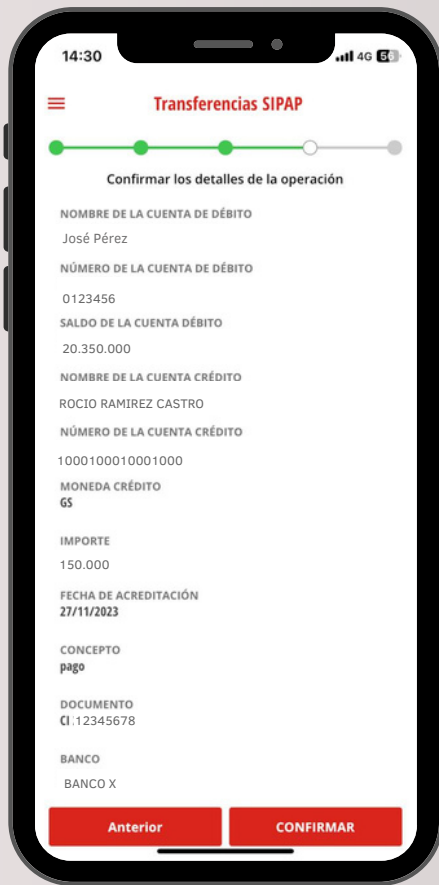 14:30
4G 56
Transferencias SIPAP
Confirmar los detalles de la operación
NOMBRE DE LA CUENTA DE DÉBITO
José Pérez
NÚMERO DE LA CUENTA DE DÉBITO
0123456
SALDO DE LA CUENTA DÉBITO
20.350.000
NOMBRE DE LA CUENTA CRÉDITO
ROCIO RAMIREZ CASTRO
NÚMERO DE LA CUENTA CRÉDITO
1000100010001000
MONEDA CRÉDITO
GS
IMPORTE
150.000
FECHA DE ACREDITACIÓN
27/11/2023
CONCEPTO
pago
DOCUMENTO
CI 12345678
BANCO
BANCO X
Anterior CONFIRMAR